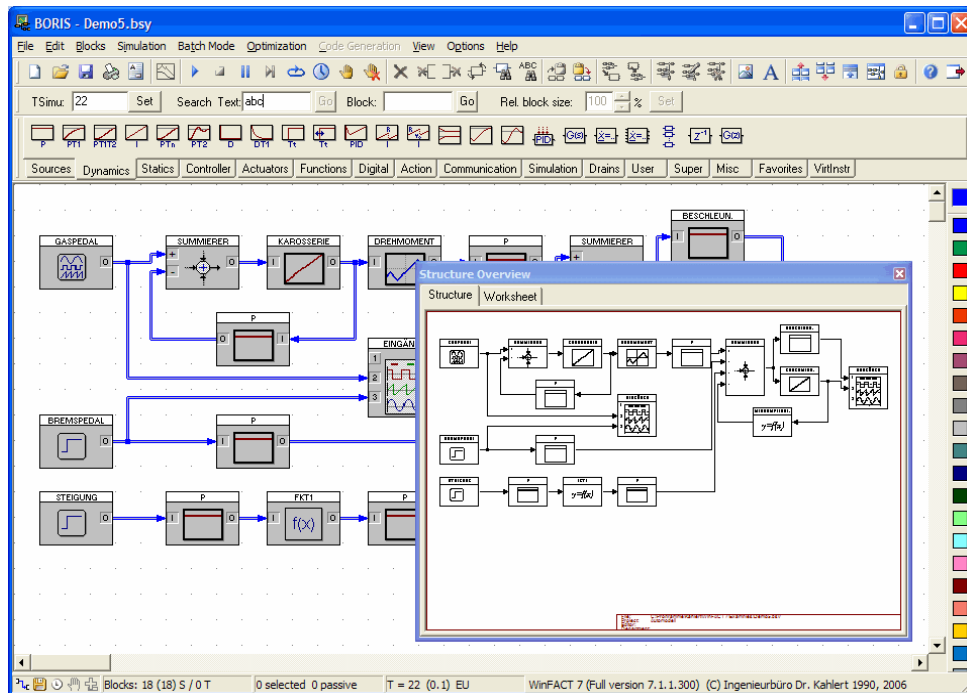 BORIS - Demo5.bsy
File Edit Blocks Simulation Batch Mode Optimization Code Generation View Options Help
TSimu: 22 Set Search Text: abc Go Block: Go Rel. block size: 100 % Set
P PT1 PT1T2 I PTn PT2 D DT1 Tt Tt PID PID G(s) Z⁻¹ G(z)
Sources Dynamics Statics Controller Actuators Functions Digital Action Communication Simulation Drains User Super Misc Favorites VirtInstr
BESCHLEUN.
GASPEDAL SUMMIERER KAROSSERIE DREHMOMENT P SUMMIERER
Structure Overview
Structure Worksheet
P
BREMSPEDAL P
STEIGUNG P FKT1 P
f(x)
y=f(x)
y=f(x)
Blocks: 18 (18) S / 0 T 0 selected 0 passive T = 22 (0.1) EU WinFACT 7 (Full version 7.1.1.300) (C) Ingenieurbüro Dr. Kahlert 1990, 2006